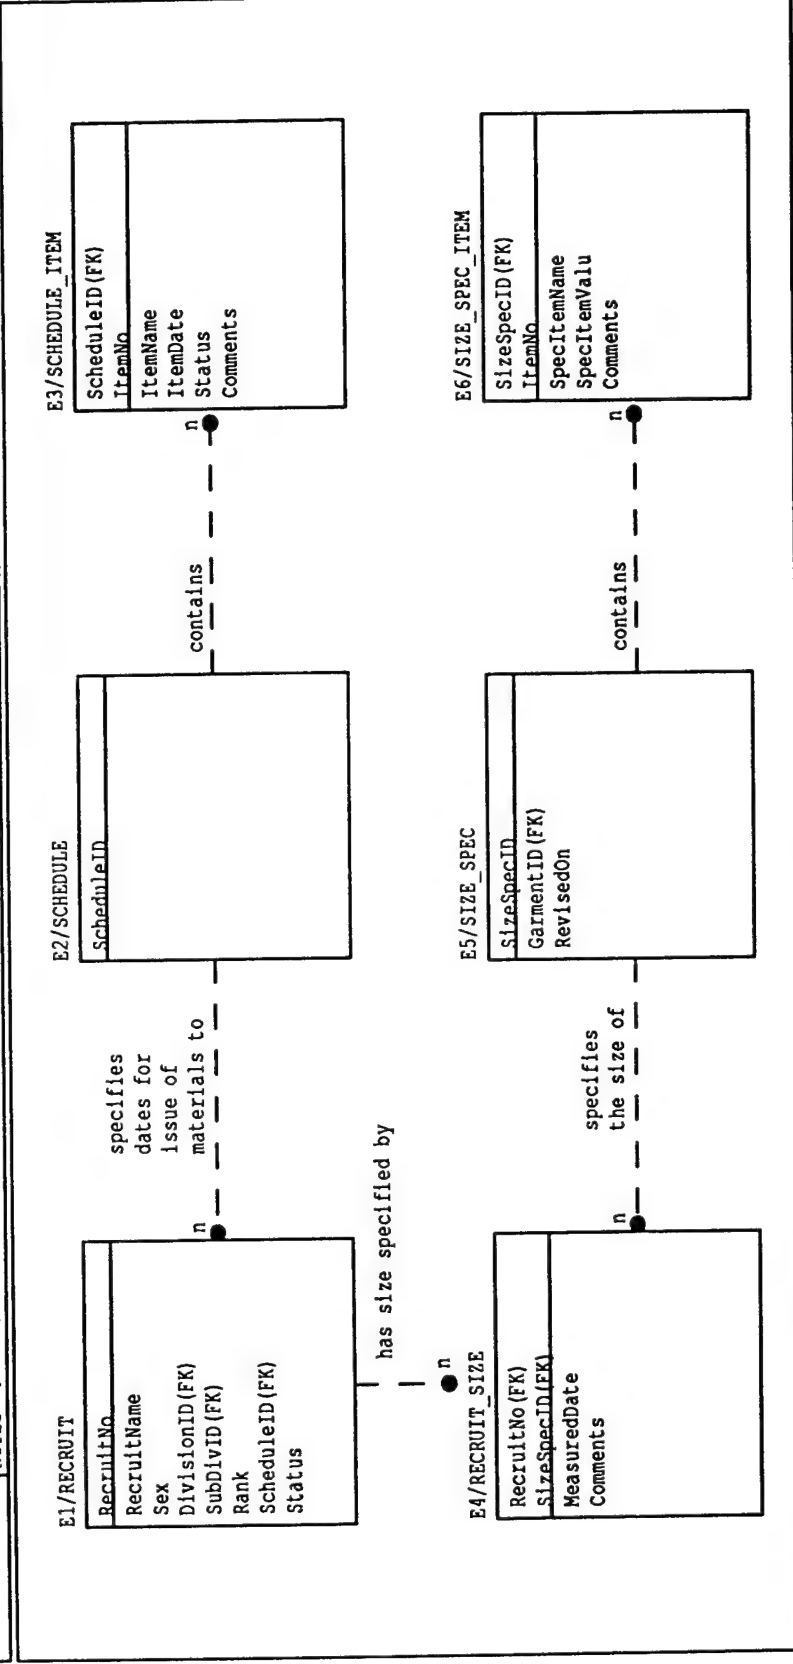 E1/RECRUIT
RecruitNo
RecruitName
Sex
DivisionID(FK)
SubDivID(FK)
Rank
ScheduleID(FK)
Status
n
specifies
dates for
issue of
materials to
E2/SCHEDULE
ScheduleID
contains
n
E3/SCHEDULE_ITEM
ScheduleID(FK)
ItemNo
ItemName
ItemDate
Status
Comments
has size specified by
n
E4/RECRUIT_SIZE
RecruitNo(FK)
SizeSpecID(FK)
MeasuredDate
Comments
n
specifies
the size of
E5/SIZE_SPEC
SizeSpecID
GarmentID(FK)
RevisedOn
contains
n
E6/SIZE_SPEC_ITEM
SizeSpecID(FK)
ItemNo
SpecItemName
SpecItemValu
Comments